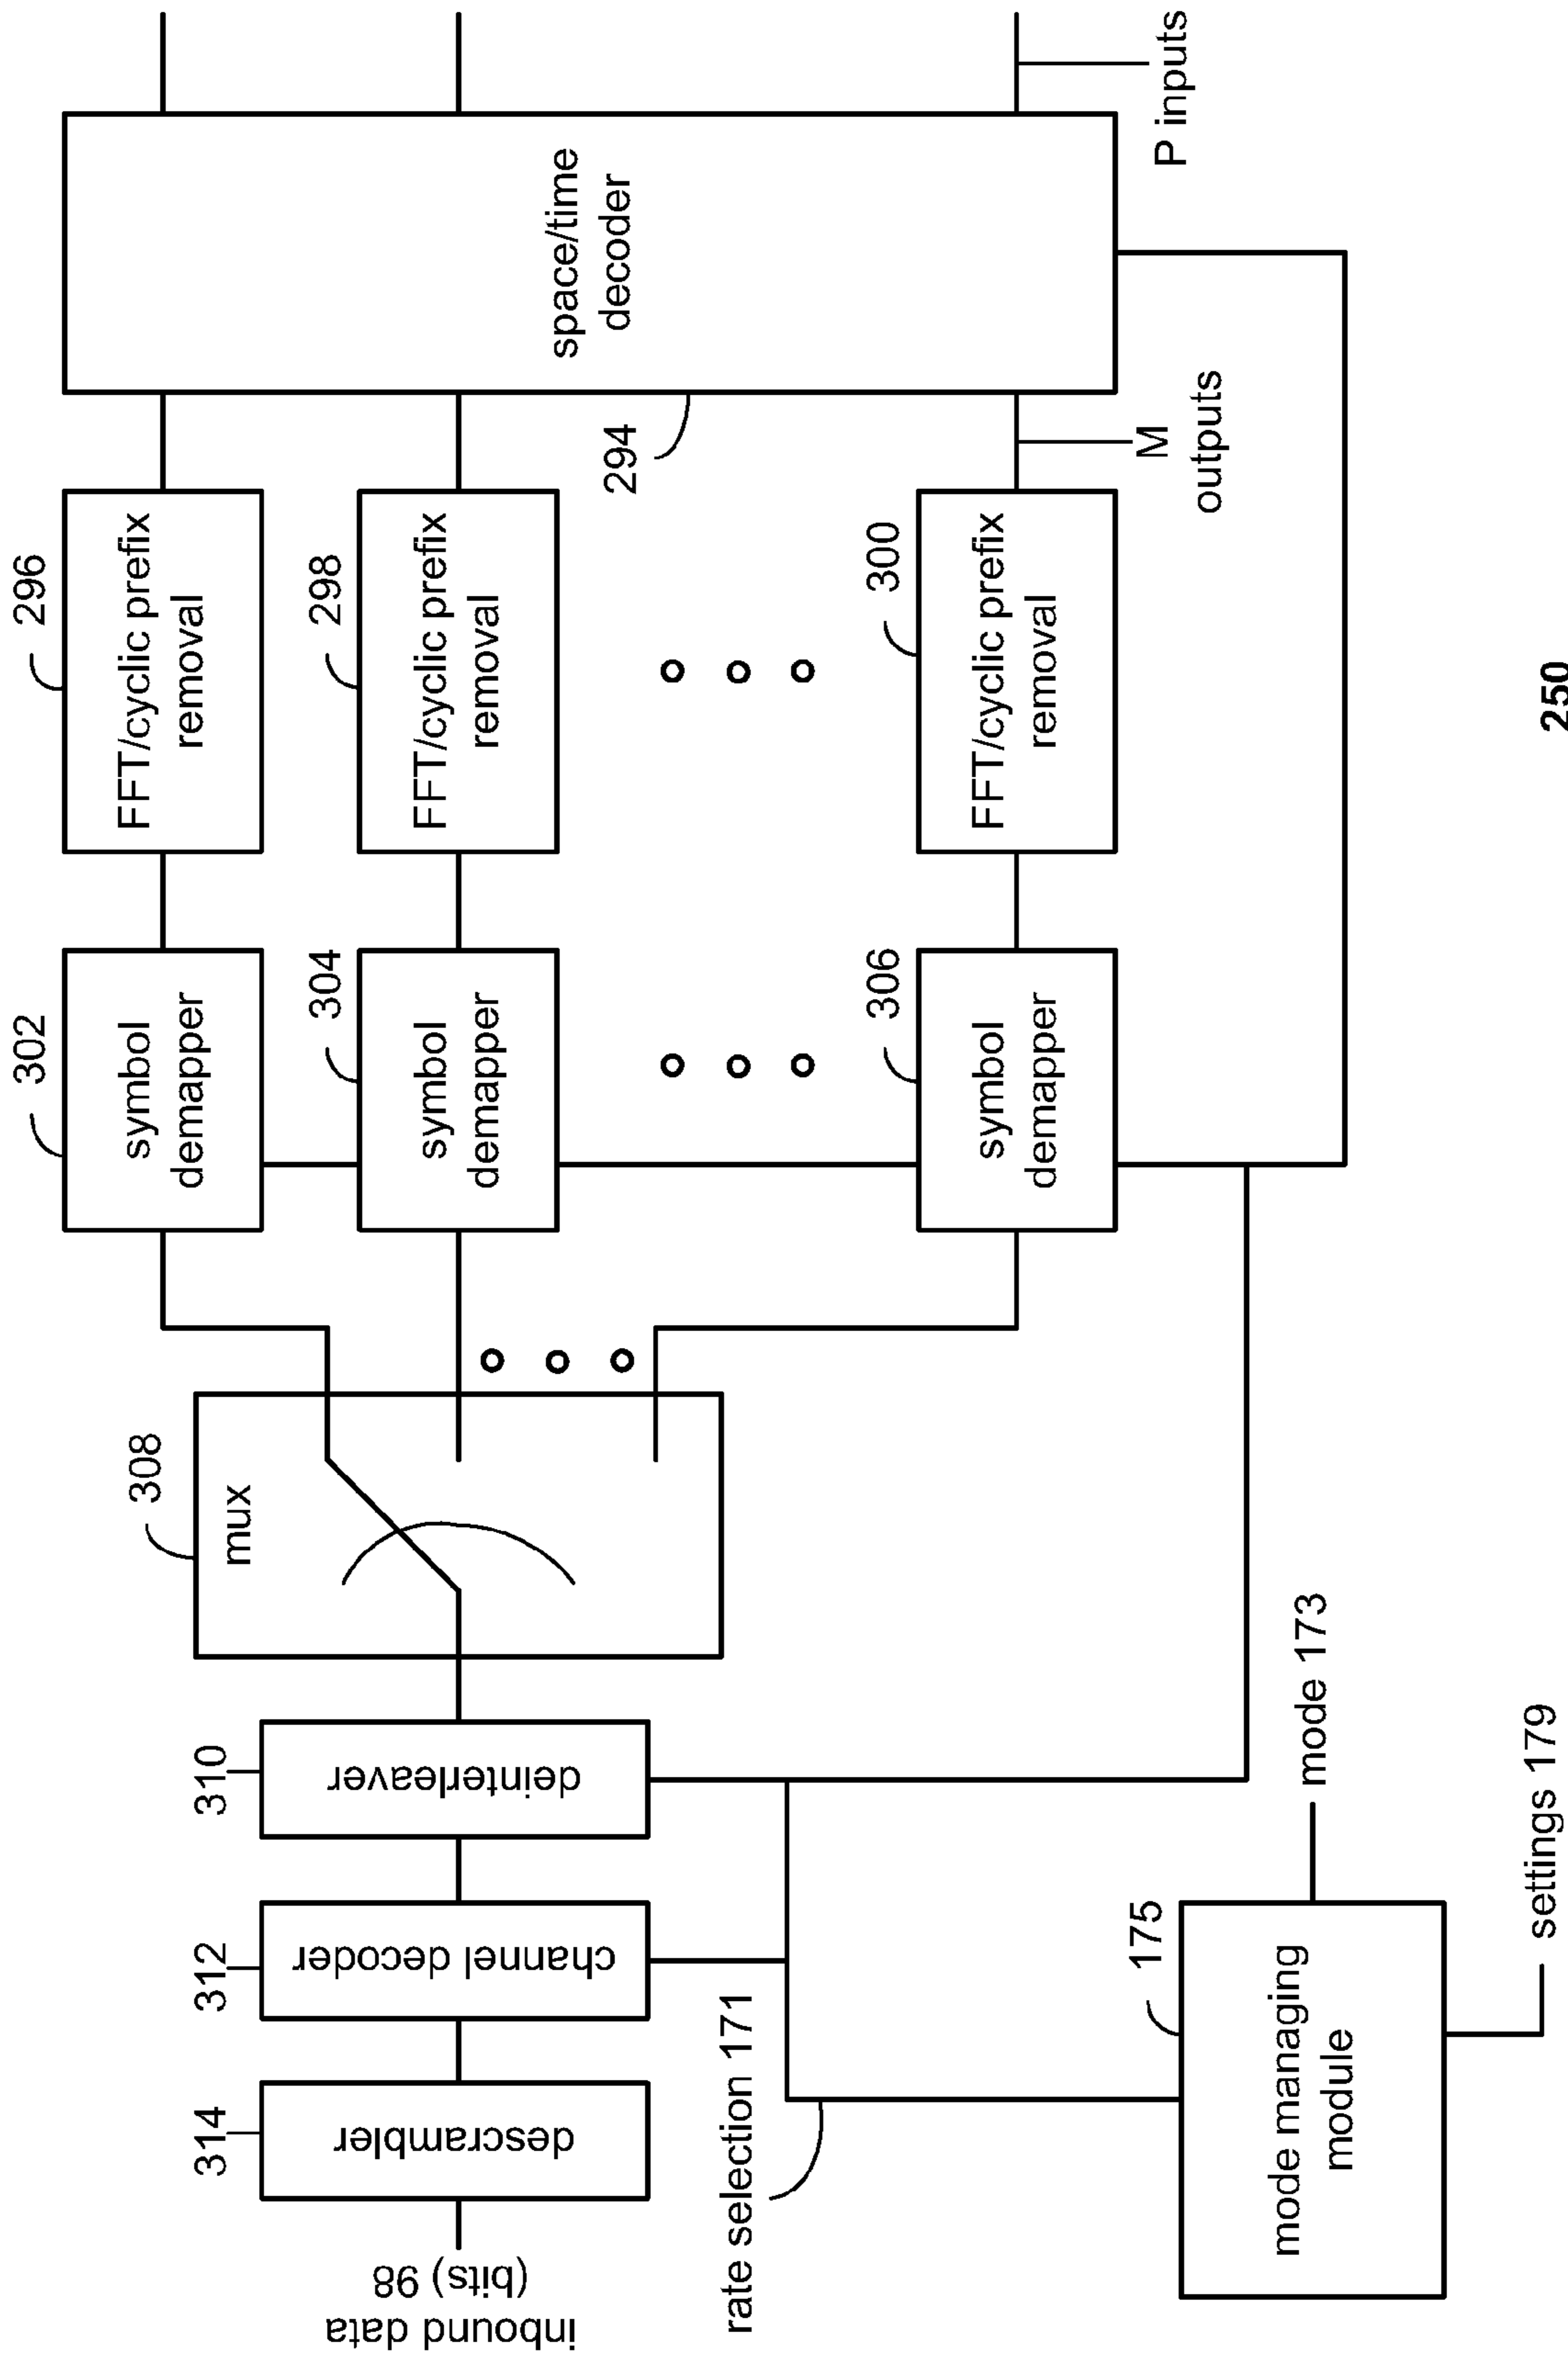 302
symbol
demapper
296
FFT/cyclic prefix
removal
304
symbol
demapper
298
FFT/cyclic prefix
removal
306
symbol
demapper
300
FFT/cyclic prefix
removal
space/time
decoder
294
M
outputs
P inputs
308
mux
314
descrambler
312
channel decoder
310
deinterleaver
inbound data
(bits) 98
rate selection 171
175
mode managing
module
mode 173
settings 179
250